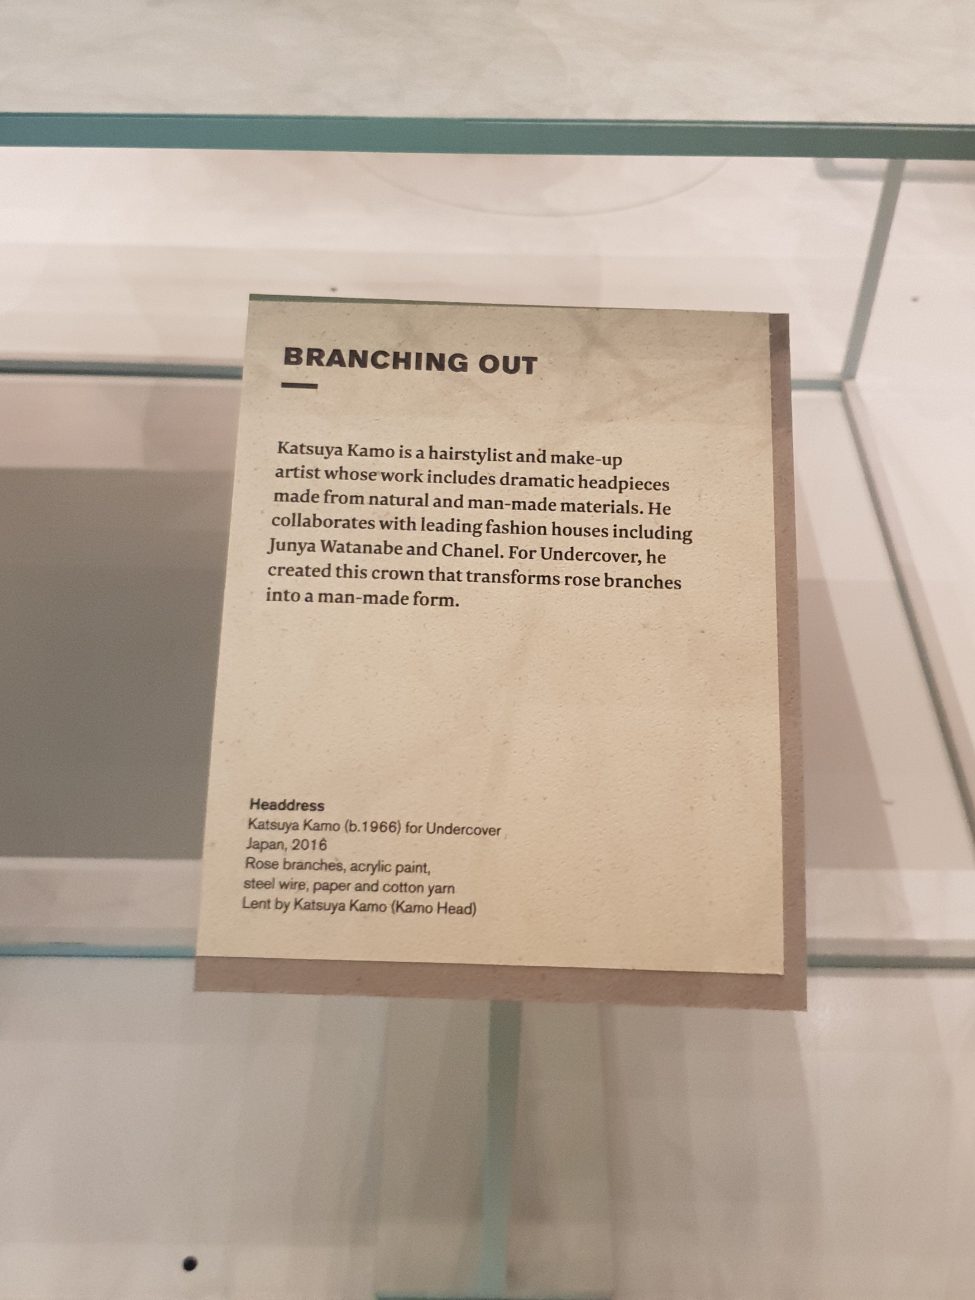 BRANCHING OUT
Katsuya Kamo is a hairstylist and make-up
artist whose work includes dramatic headpieces
made from natural and man-made materials. He
collaborates with leading fashion houses including
Junya Watanabe and Chanel. For Undercover, he
created this crown that transforms rose branches
into a man-made form.
Headdress
Katsuya Kamo (b.1966) for Undercover
Japan, 2016
Rose branches, acrylic paint,
steel wire, paper and cotton yarn
Lent by Katsuya Kamo (Kamo Head)